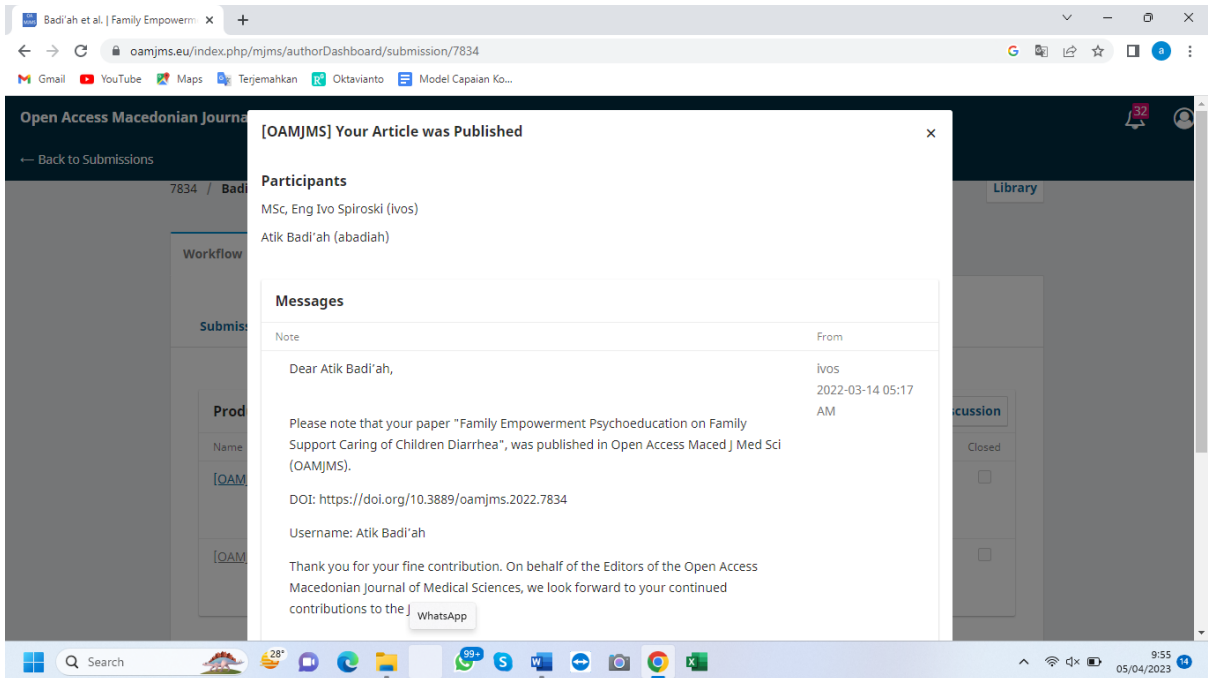 Badi'ah et al. | Family Empowerm
oamjms.eu/index.php/mjms/authorDashboard/submission/7834
Gmail YouTube Maps Terjemahkan Oktavianto Model Capaian Ko...
Open Access Macedonian Journa
32
← Back to Submissions
7834 / Badi
Library
Workflow
Submiss
Prod
scussion
Name
Closed
[OAM
[OAM
[OAMJMS] Your Article was Published
Participants
MSc, Eng Ivo Spiroski (ivos)
Atik Badi'ah (abadiah)
Messages
Note From
Dear Atik Badi'ah,
ivos
2022-03-14 05:17
AM
Please note that your paper "Family Empowerment Psychoeducation on Family
Support Caring of Children Diarrhea", was published in Open Access Maced J Med Sci
(OAMJMS).
DOI: https://doi.org/10.3889/oamjms.2022.7834
Username: Atik Badi'ah
Thank you for your fine contribution. On behalf of the Editors of the Open Access
Macedonian Journal of Medical Sciences, we look forward to your continued
contributions to the J
WhatsApp
Search
28°
99+
9:55
05/04/2023
14